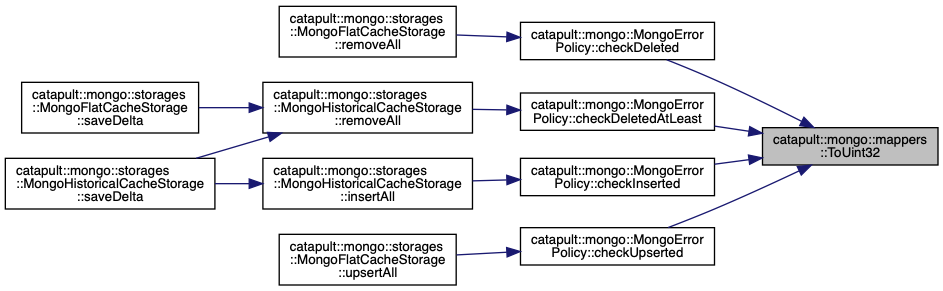 catapult::mongo::storages
::MongoFlatCacheStorage
::removeAll
catapult::mongo::MongoError
Policy::checkDeleted
catapult::mongo::storages
::MongoFlatCacheStorage
::saveDelta
catapult::mongo::storages
::MongoHistoricalCacheStorage
::removeAll
catapult::mongo::MongoError
Policy::checkDeletedAtLeast
catapult::mongo::mappers
::ToUint32
catapult::mongo::storages
::MongoHistoricalCacheStorage
::saveDelta
catapult::mongo::storages
::MongoHistoricalCacheStorage
::insertAll
catapult::mongo::MongoError
Policy::checkInserted
catapult::mongo::storages
::MongoFlatCacheStorage
::upsertAll
catapult::mongo::MongoError
Policy::checkUpserted